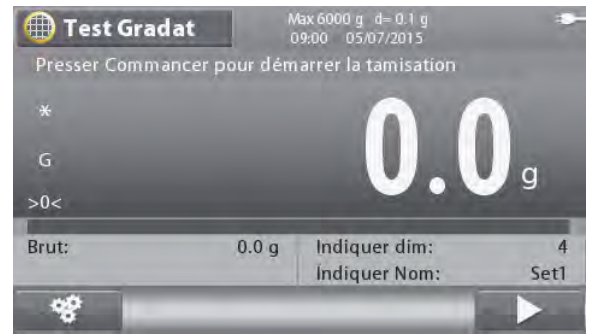 Test Gradat
Max 6000 g d= 0.1 g
09:00 05/07/2015
Presser Commancer pour démarrer la tamisation
*
G
>0<
0.0 g
Brut: 0.0 g
Indiquer dim: 4
Indiquer Nom: Set1